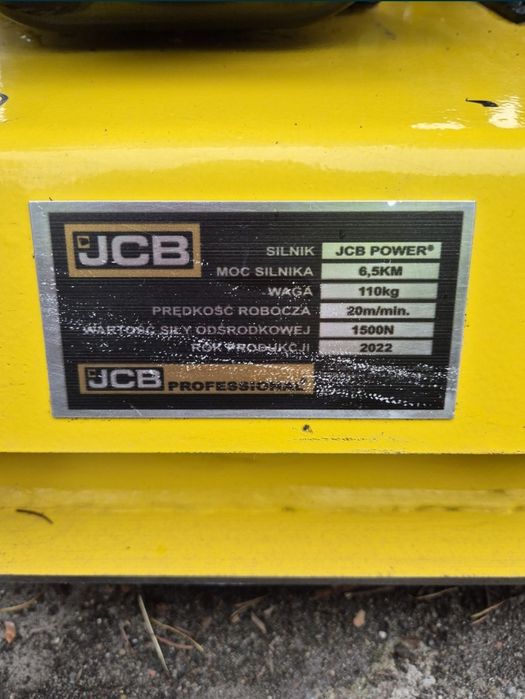 JCB
SILNIK JCB POWER®
MOC SILNIKA 6,5KM
WAGA 110kg
PRĘDKOŚĆ ROBOCZA 20m/min.
WARTOŚĆ SIŁY ODŚRODKOWEJ 1500N
ROK PRODUKCJI 2022
JCB PROFESSIONAL